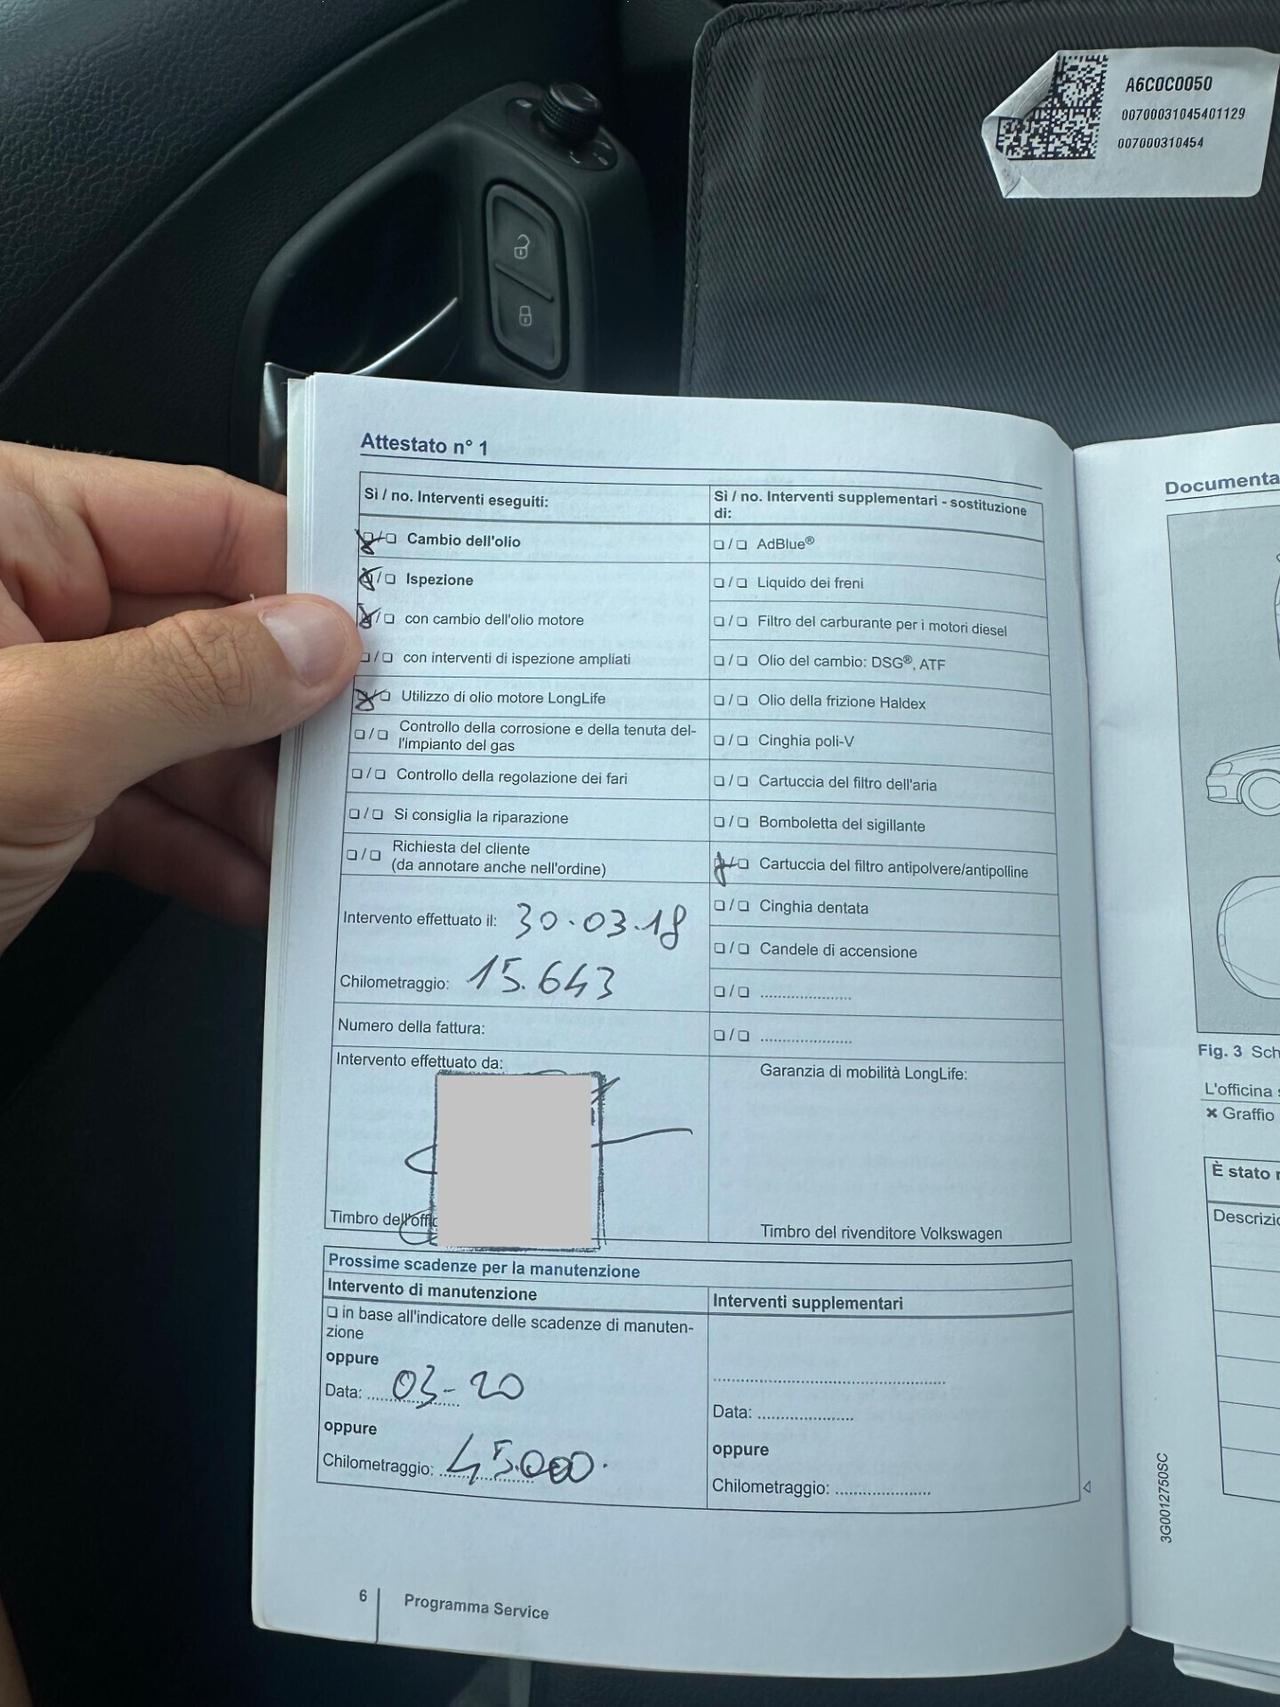 A6C0C0050
00700031045401129
007000310454
Attestato n° 1
Sì / no. Interventi eseguiti:
❏/❏ Cambio dell'olio
❏/❏ Ispezione
❏/❏ con cambio dell'olio motore
❏/❏ con interventi di ispezione ampliati
❏/❏ Utilizzo di olio motore LongLife
❏/❏ Controllo della corrosione e della tenuta del-
l'impianto del gas
❏/❏ Controllo della regolazione dei fari
❏/❏ Si consiglia la riparazione
❏/❏ Richiesta del cliente
(da annotare anche nell'ordine)
Intervento effettuato il: 30.03.18
Chilometraggio: 15.643
Numero della fattura:
Intervento effettuato da:
Timbro dell'offic
Sì / no. Interventi supplementari - sostituzione
di:
❏/❏ AdBlue®
❏/❏ Liquido dei freni
❏/❏ Filtro del carburante per i motori diesel
❏/❏ Olio del cambio: DSG®, ATF
❏/❏ Olio della frizione Haldex
❏/❏ Cinghia poli-V
❏/❏ Cartuccia del filtro dell'aria
❏/❏ Bomboletta del sigillante
❏/❏ Cartuccia del filtro antipolvere/antipolline
❏/❏ Cinghia dentata
❏/❏ Candele di accensione
❏/❏ .....................
❏/❏ .....................
Garanzia di mobilità LongLife:
Timbro del rivenditore Volkswagen
Prossime scadenze per la manutenzione
Intervento di manutenzione
❏ in base all'indicatore delle scadenze di manuten-
zione
oppure
Data: 03-20
oppure
Chilometraggio: 45.000.
Interventi supplementari
.....................
Data: .....................
oppure
Chilometraggio: .....................
6 Programma Service
Documenta
Fig. 3 Sch
L'officina s
✖ Graffio
È stato r
Descrizio
3G0012750SC